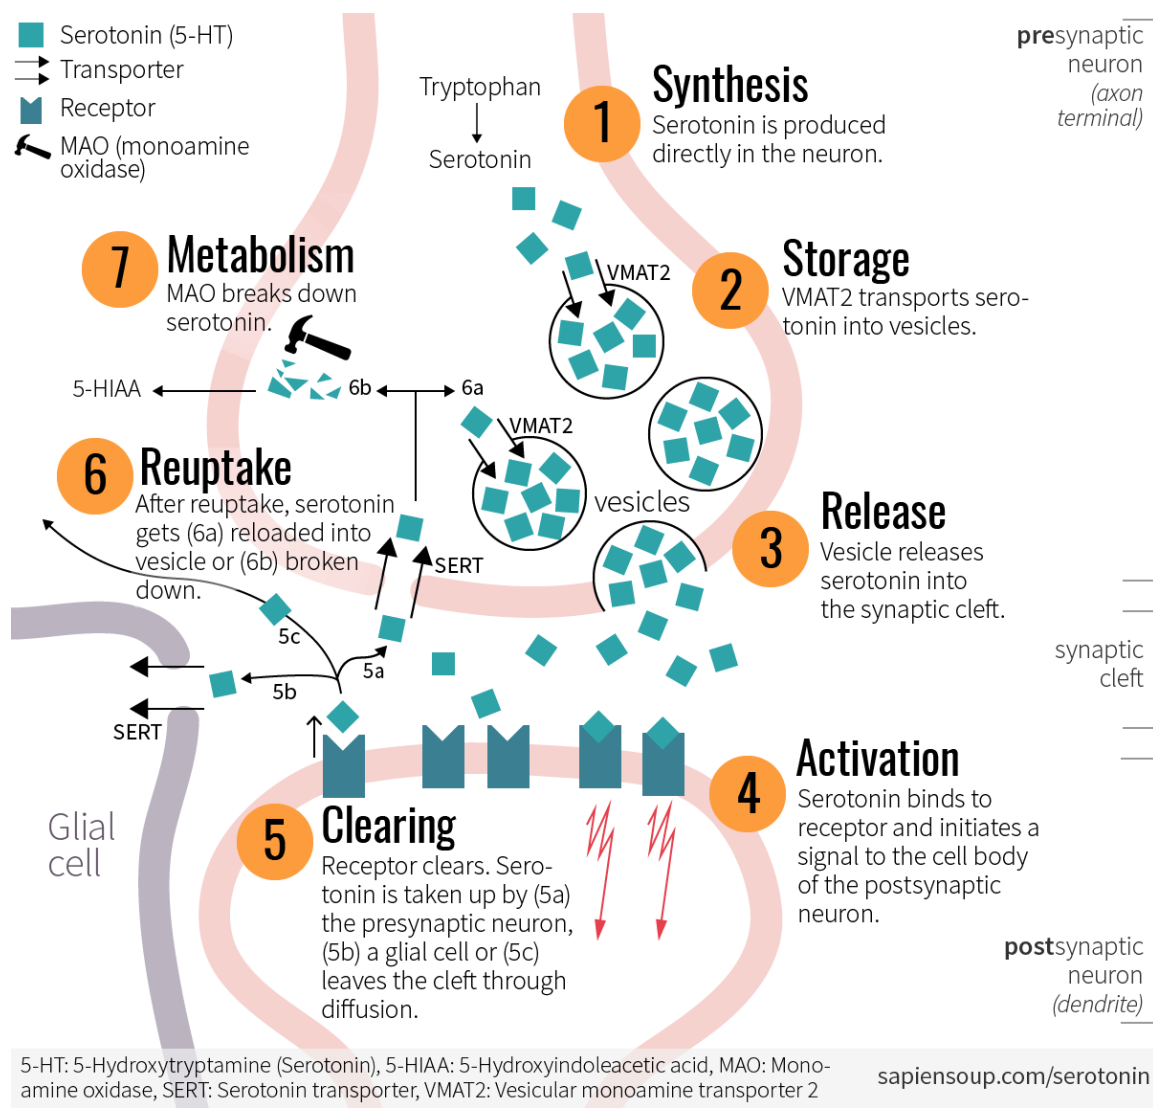 Serotonin (5-HT)
Transporter
Receptor
MAO (monoamine
oxidase)
presynaptic
neuron
(axon
terminal)
Tryptophan
Serotonin
1
Synthesis
Serotonin is produced
directly in the neuron.
VMAT2
2
Storage
VMAT2 transports sero-
tonin into vesicles.
7
Metabolism
MAO breaks down
serotonin.
5-HIAA
6b
6a
VMAT2
vesicles
6
Reuptake
After reuptake, serotonin
gets (6a) reloaded into
vesicle or (6b) broken
down.
SERT
3
Release
Vesicle releases
serotonin into
the synaptic cleft.
synaptic
cleft
5c
5a
5b
SERT
Glial
cell
4
Activation
Serotonin binds to
receptor and initiates a
signal to the cell body
of the postsynaptic
neuron.
5
Clearing
Receptor clears. Sero-
tonin is taken up by (5a)
the presynaptic neuron,
(5b) a glial cell or (5c)
leaves the cleft through
diffusion.
postsynaptic
neuron
(dendrite)
5-HT: 5-Hydroxytryptamine (Serotonin), 5-HIAA: 5-Hydroxyindoleacetic acid, MAO: Mono-
amine oxidase, SERT: Serotonin transporter, VMAT2: Vesicular monoamine transporter 2
sapiensoup.com/serotonin